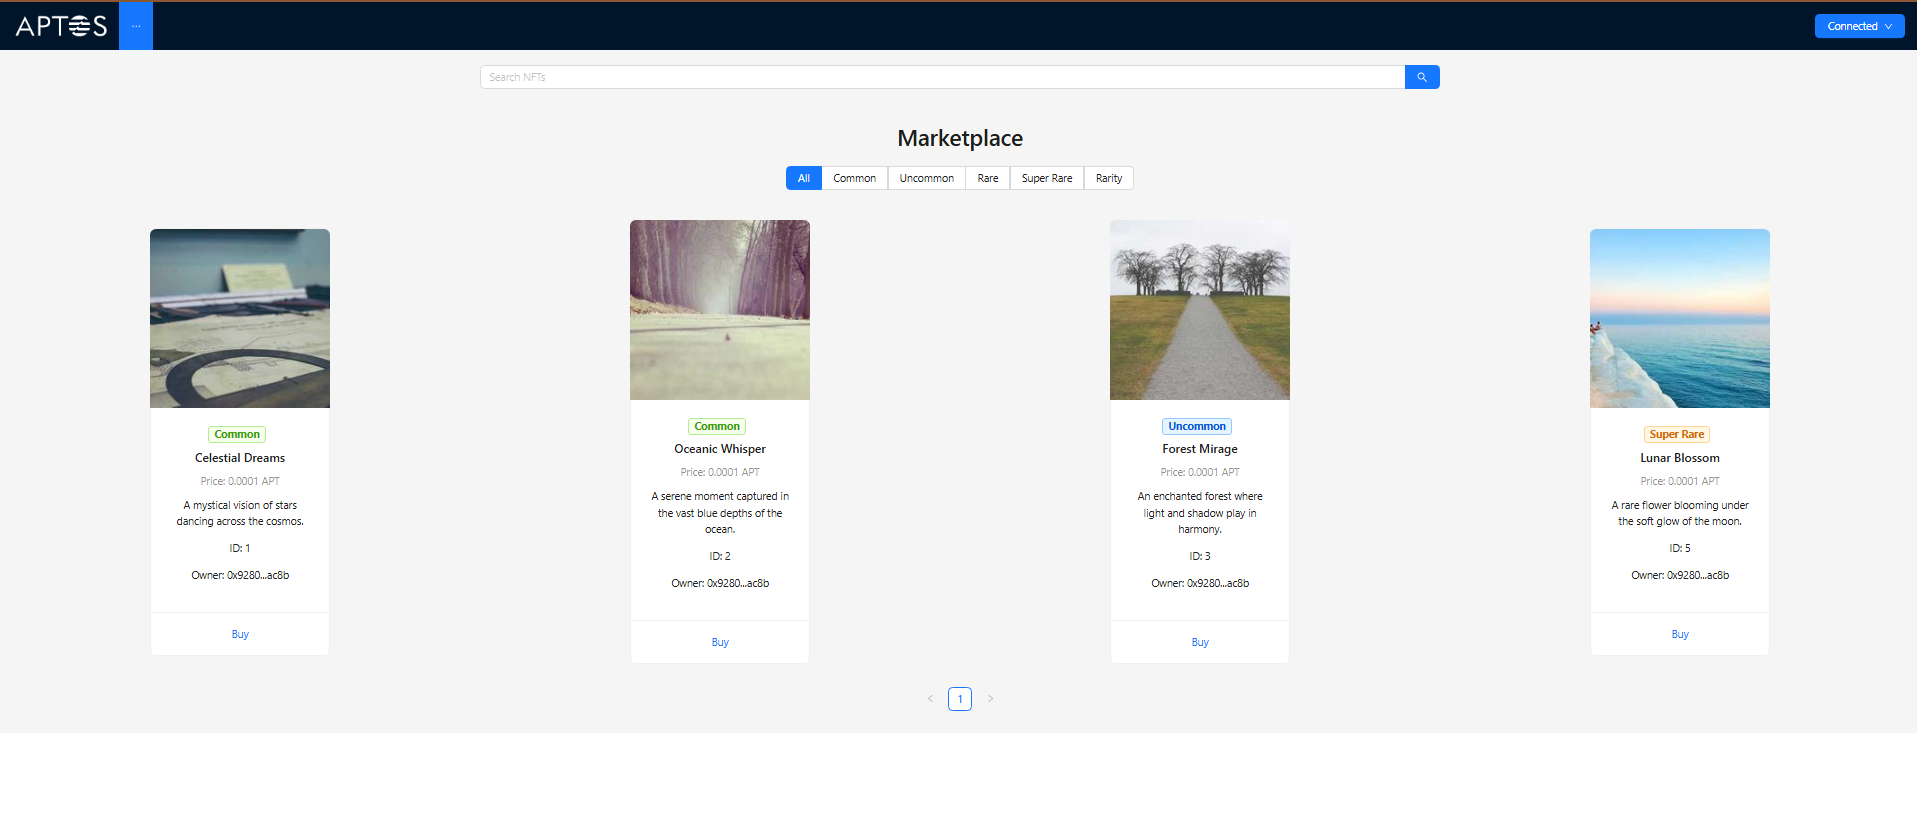 APTOS
...
Connected
Search NFTs
Marketplace
All
Common
Uncommon
Rare
Super Rare
Rarity
Common
Celestial Dreams
Price: 0.0001 APT
A mystical vision of stars
dancing across the cosmos.
ID: 1
Owner: 0x9280...ac8b
Buy
Common
Oceanic Whisper
Price: 0.0001 APT
A serene moment captured in
the vast blue depths of the
ocean.
ID: 2
Owner: 0x9280...ac8b
Buy
Uncommon
Forest Mirage
Price: 0.0001 APT
An enchanted forest where
light and shadow play in
harmony.
ID: 3
Owner: 0x9280...ac8b
Buy
Super Rare
Lunar Blossom
Price: 0.0001 APT
A rare flower blooming under
the soft glow of the moon.
ID: 5
Owner: 0x9280...ac8b
Buy
< 1 >